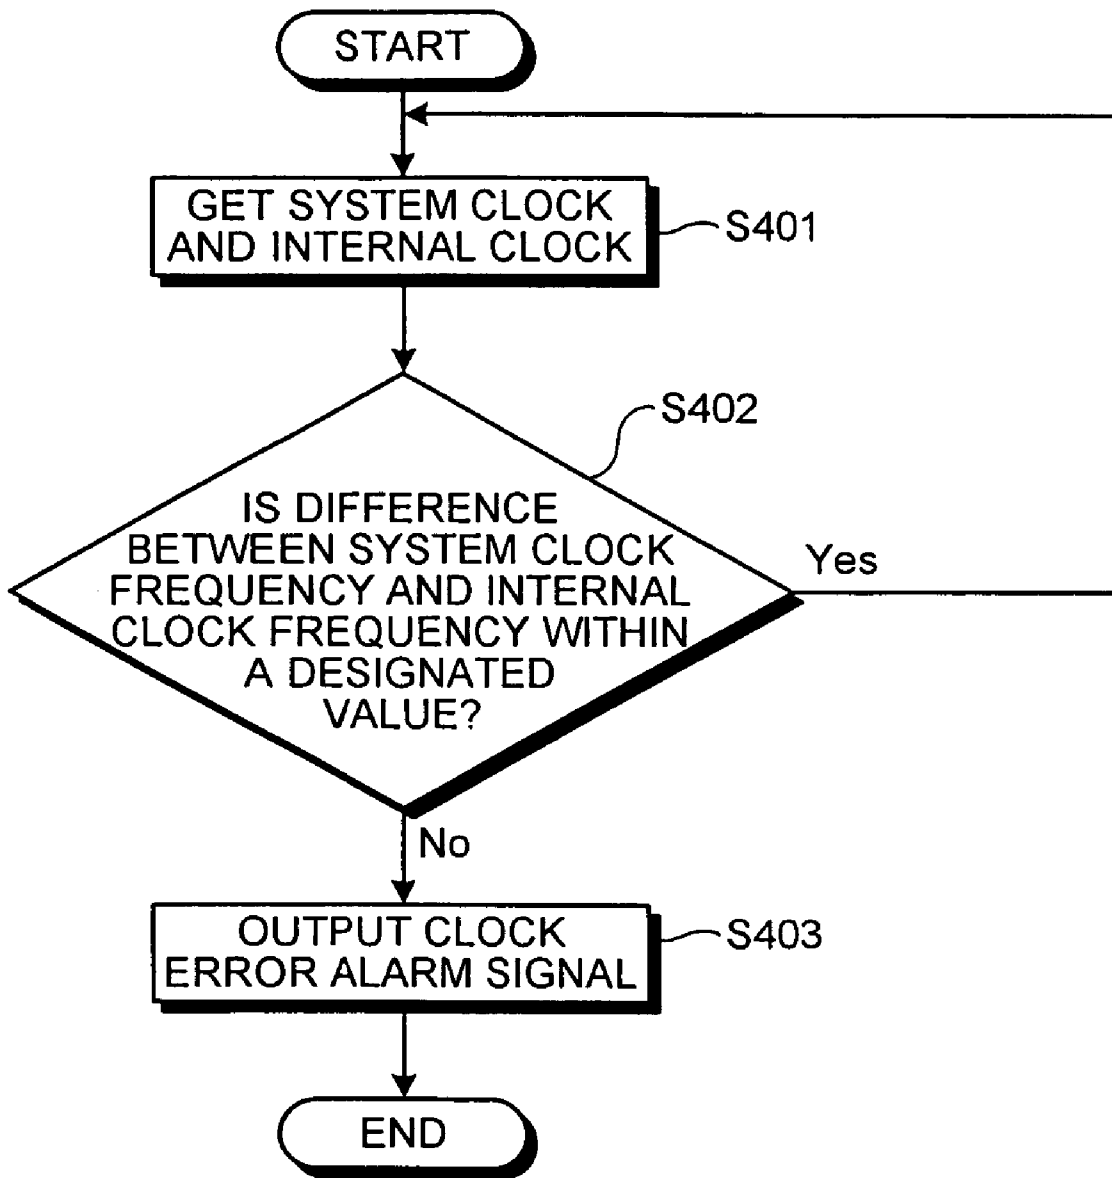 START
GET SYSTEM CLOCK
AND INTERNAL CLOCK
S401
S402
IS DIFFERENCE
BETWEEN SYSTEM CLOCK
FREQUENCY AND INTERNAL
CLOCK FREQUENCY WITHIN
A DESIGNATED
VALUE?
Yes
No
OUTPUT CLOCK
ERROR ALARM SIGNAL
S403
END